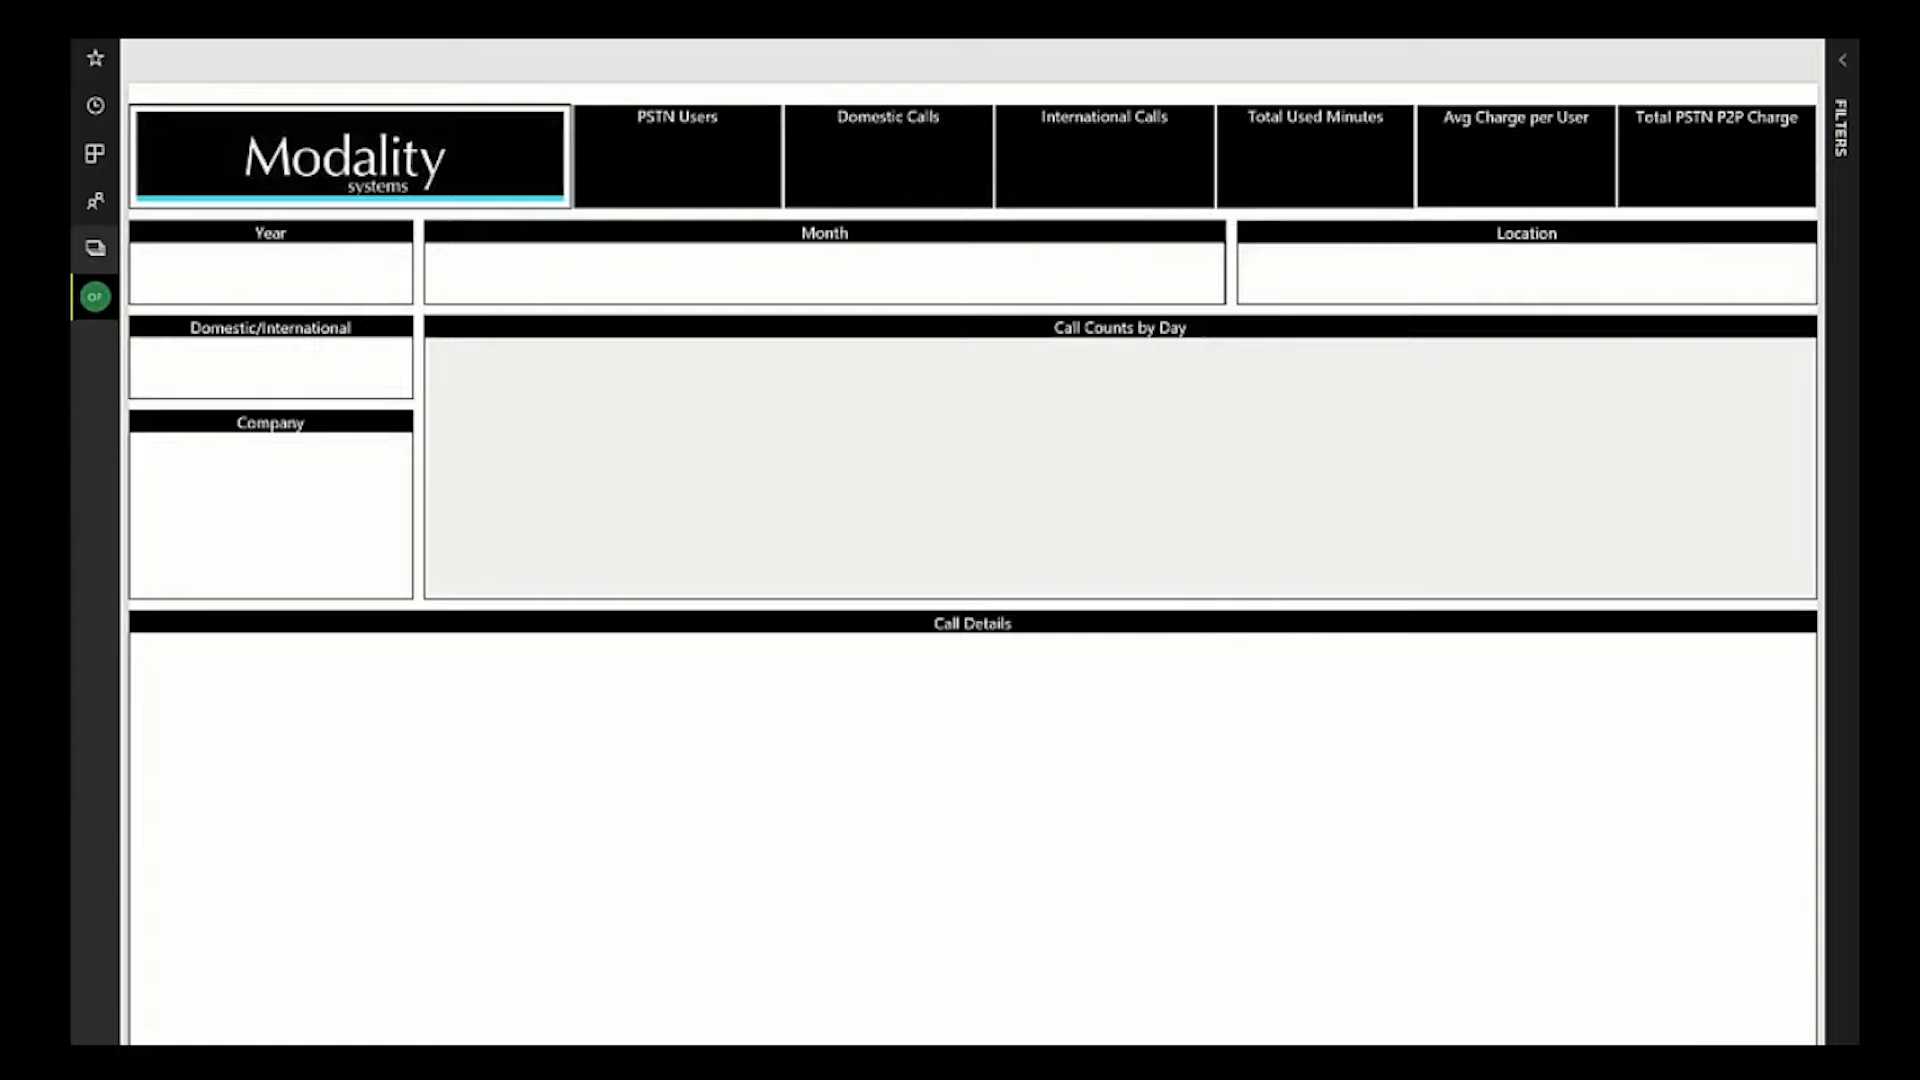 Modality
systems
PSTN Users
Domestic Calls
International Calls
Total Used Minutes
Avg Charge per User
Total PSTN P2P Charge
FILTERS
Year
Month
Location
OP
Domestic/International
Call Counts by Day
Company
Call Details